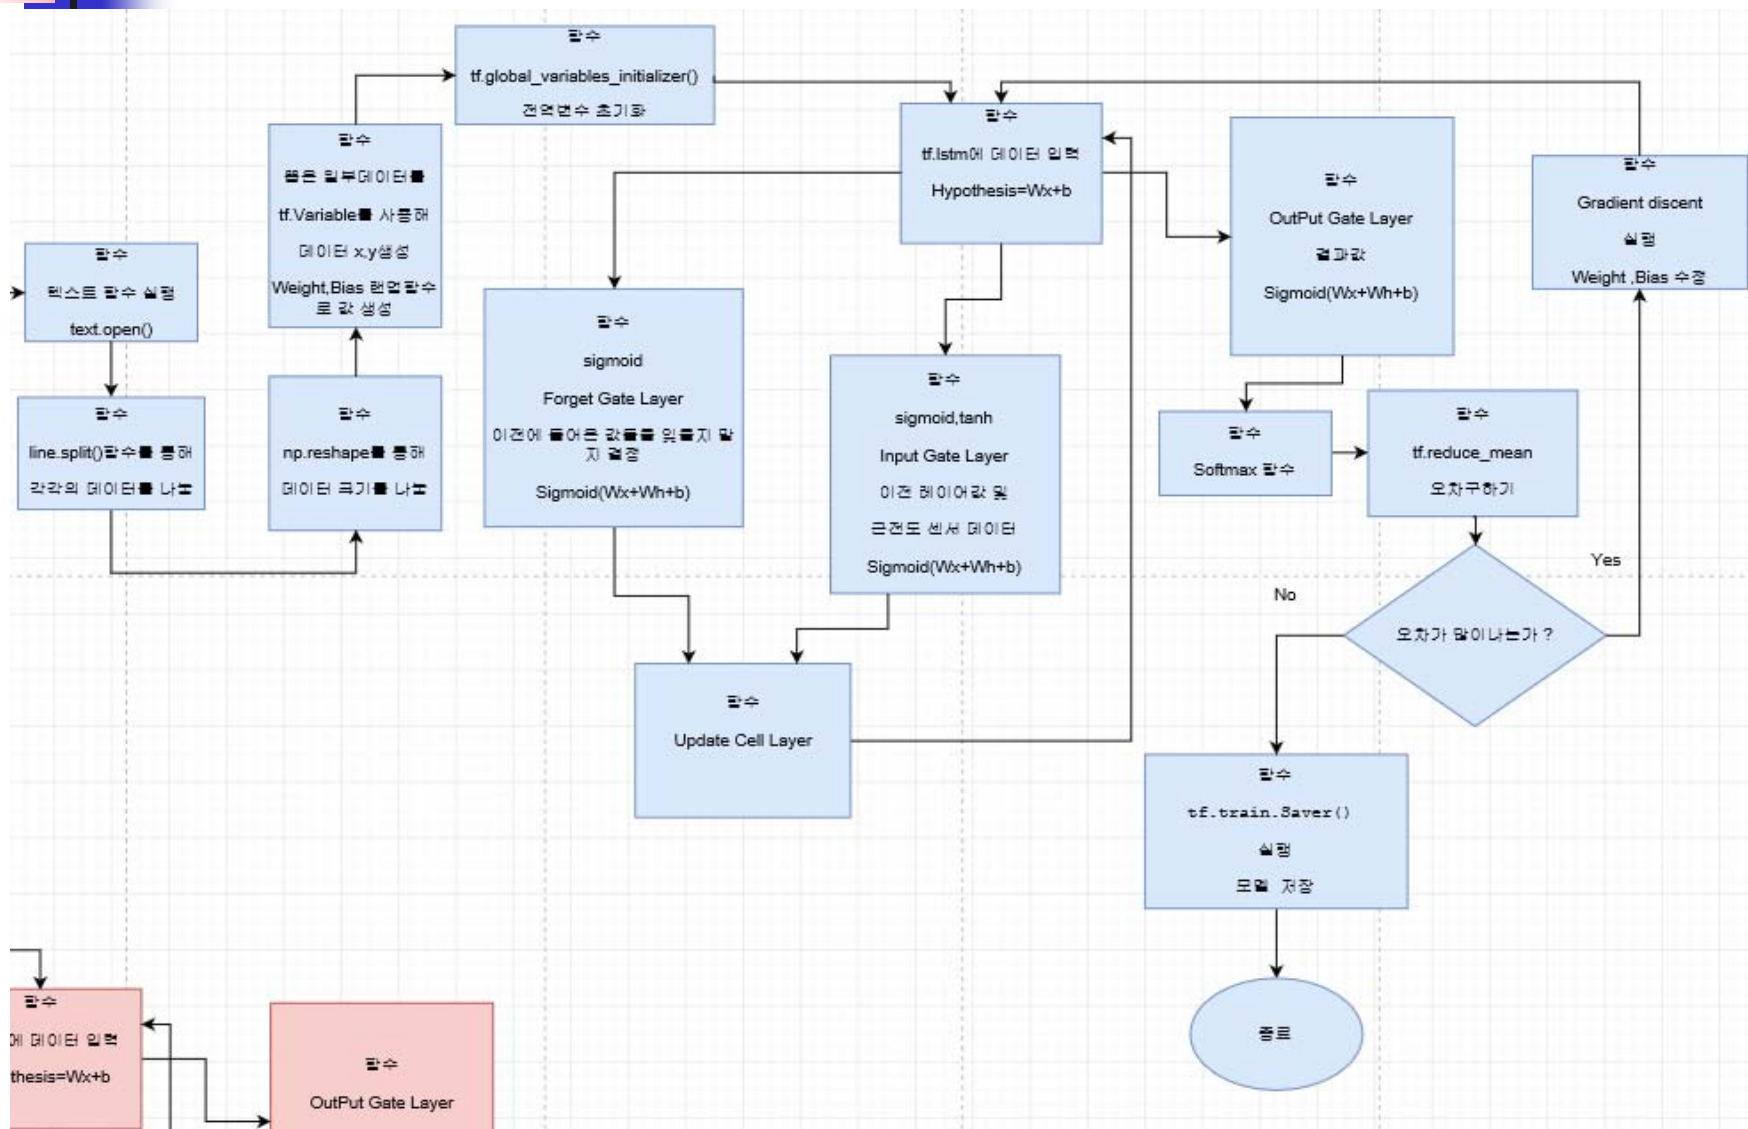 함수
텍스트 함수 실행
text.open()
함수
line.split()함수를 통해
각각의 데이터를 나눔
함수
np.reshape를 통해
데이터 크기를 나눔
함수
뽑은 일부데이터를
tf.Variable를 사용해
데이터 x,y생성
Weight,Bias 랜덤함수
로 값 생성
함수
tf.global_variables_initializer()
전역변수 초기화
함수
tf.lstm에 데이터 입력
Hypothesis=Wx+b
함수
sigmoid
Forget Gate Layer
이전에 들어온 값들을 잊을지 말
지 결정
Sigmoid(Wx+Wh+b)
함수
sigmoid,tanh
Input Gate Layer
이전 레이어값 및
근전도 센서 데이터
Sigmoid(Wx+Wh+b)
함수
Update Cell Layer
함수
OutPut Gate Layer
결과값
Sigmoid(Wx+Wh+b)
함수
Softmax 함수
함수
tf.reduce_mean
오차구하기
오차가 많이나는가 ?
Yes
No
함수
Gradient discent
실행
Weight ,Bias 수정
함수
tf.train.Saver()
실행
모델 저장
종료
함수
에 데이터 입력
thesis=Wx+b
함수
OutPut Gate Layer